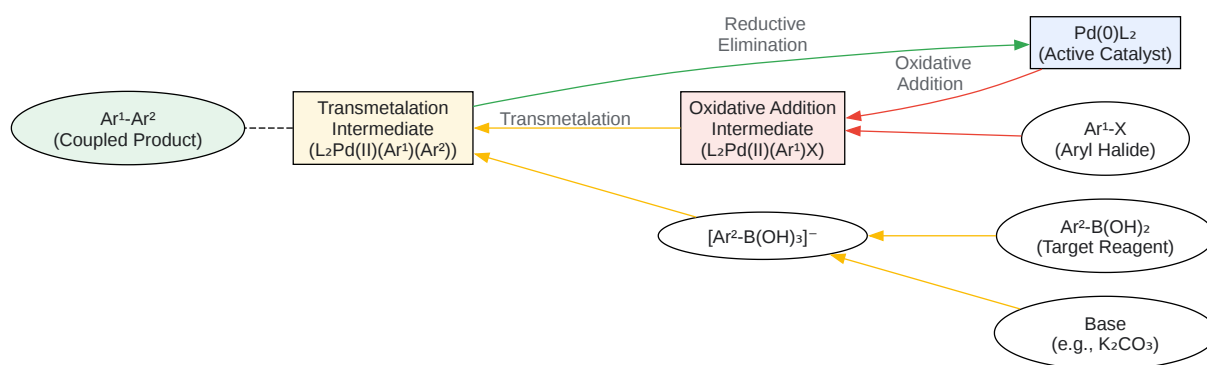 Reductive
Elimination
Pd(0)L₂
(Active Catalyst)
Oxidative
Addition
Ar¹-Ar²
(Coupled Product)
Transmetalation
Intermediate
(L₂Pd(II)(Ar¹)(Ar²))
Transmetalation
Oxidative Addition
Intermediate
(L₂Pd(II)(Ar¹)X)
Ar¹-X
(Aryl Halide)
[Ar²-B(OH)₃]⁻
Ar²-B(OH)₂
(Target Reagent)
Base
(e.g., K₂CO₃)